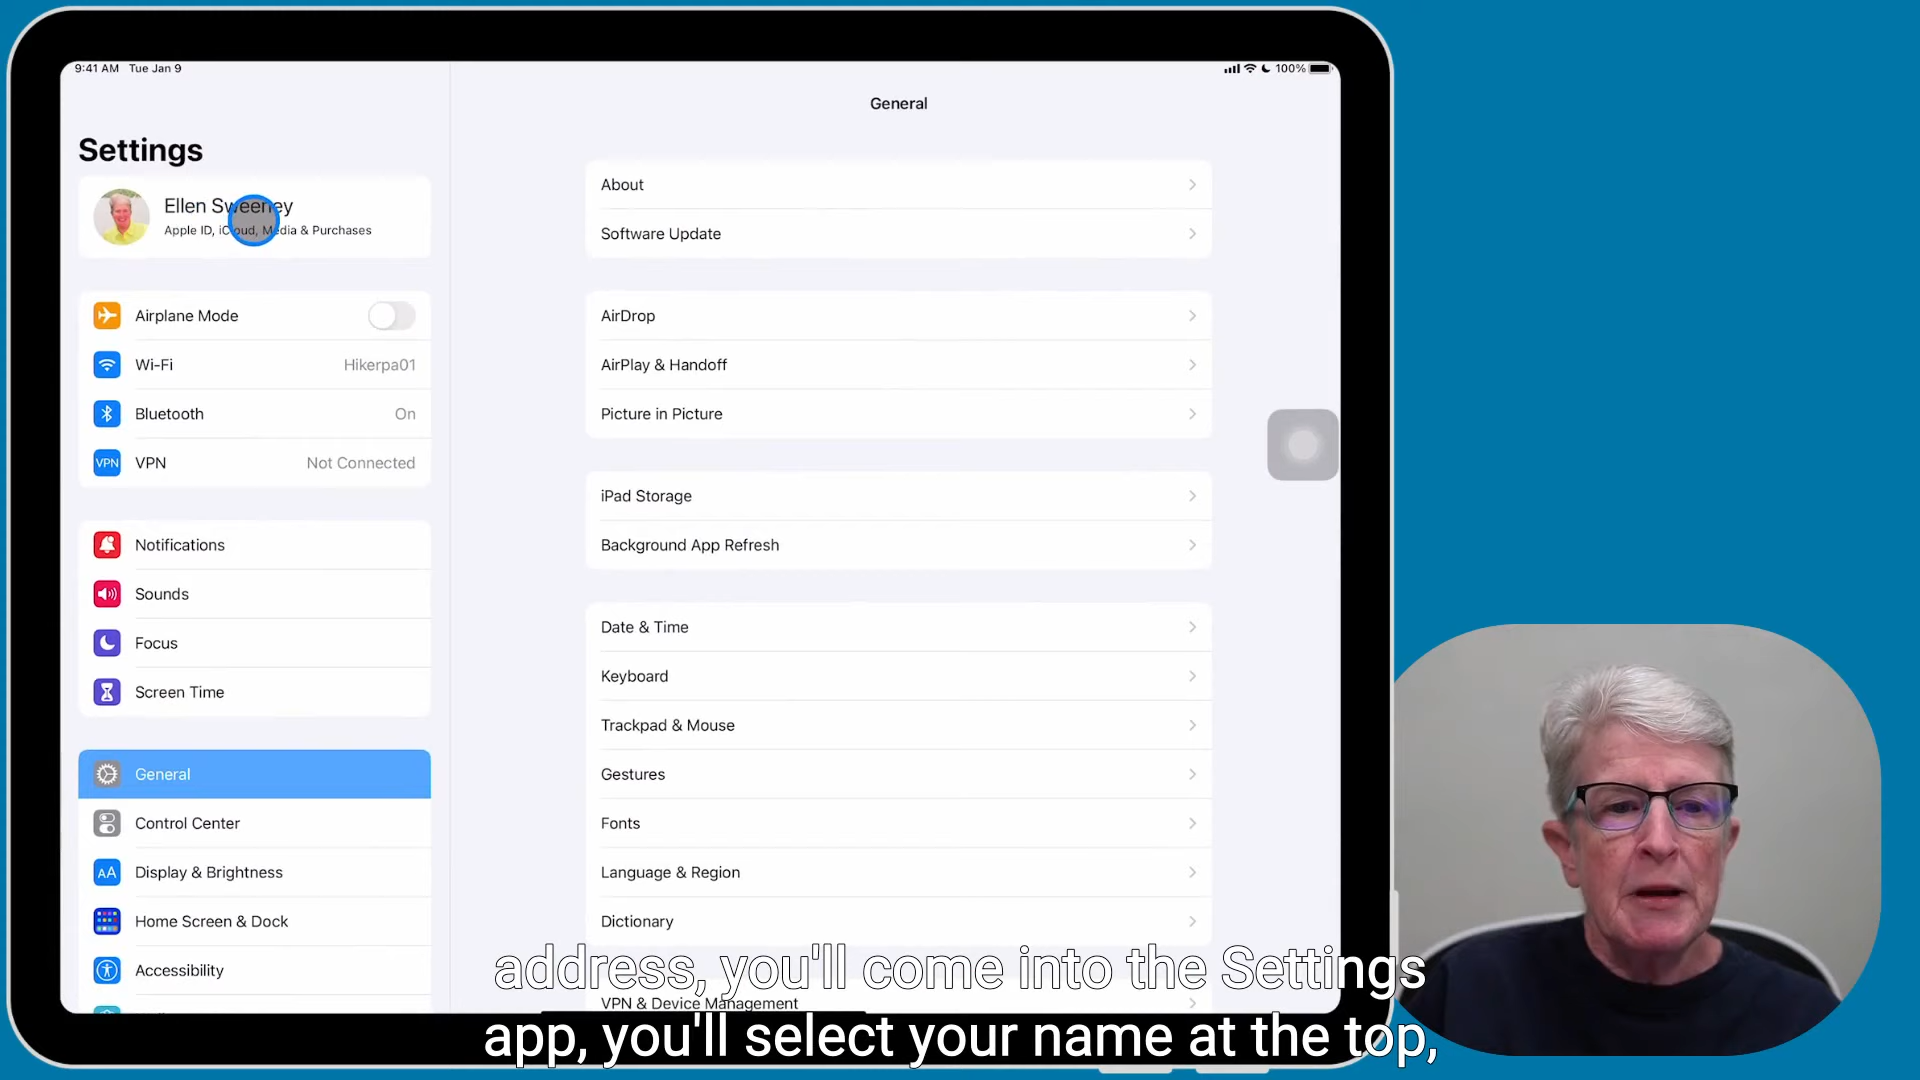 9:41 AM Tue Jan 9
100%
Settings
General
Ellen Sweeney
Apple ID, iCloud, Media & Purchases
Airplane Mode
Wi-Fi Hikerpa01
Bluetooth On
VPN VPN Not Connected
Notifications
Sounds
Focus
Screen Time
General
Control Center
AA Display & Brightness
Home Screen & Dock
Accessibility
About
Software Update
AirDrop
AirPlay & Handoff
Picture in Picture
iPad Storage
Background App Refresh
Date & Time
Keyboard
Trackpad & Mouse
Gestures
Fonts
Language & Region
Dictionary
VPN & Device Management
address, you'll come into the Settings
app, you'll select your name at the top,